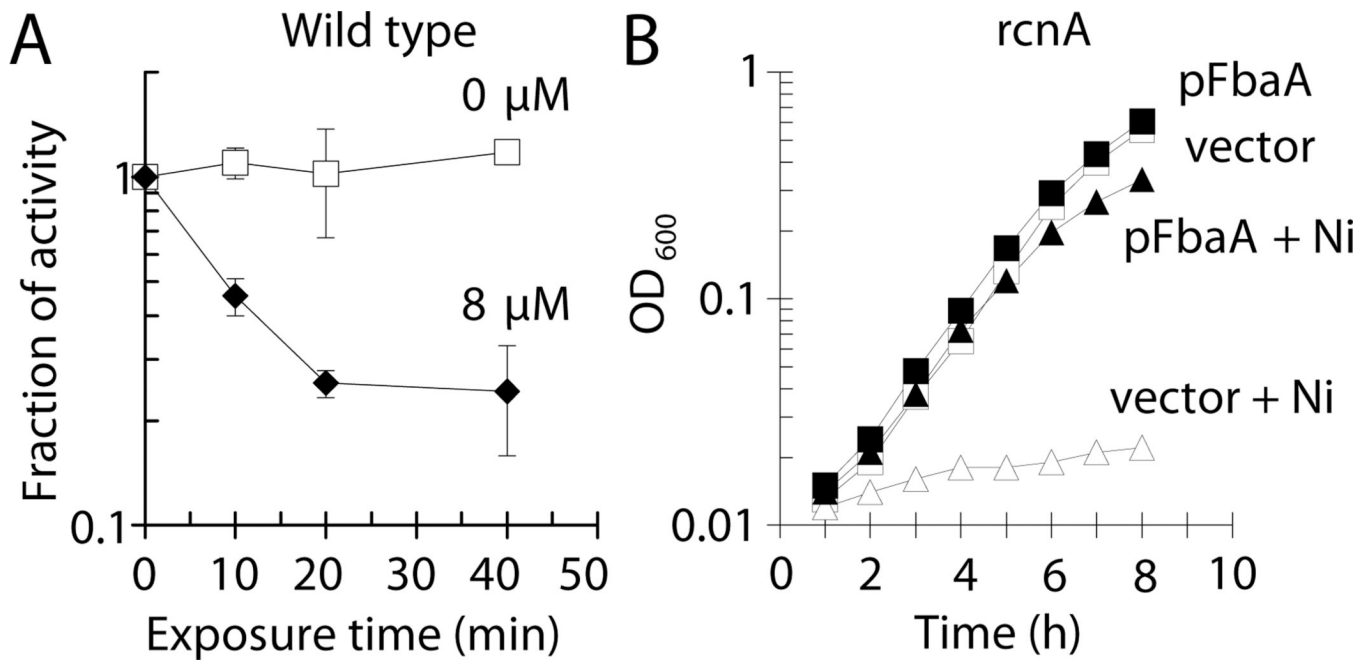 A
Wild type
Fraction of activity
1
0.1
0 µM
8 µM
0 10 20 30 40 50
Exposure time (min)
B
rcnA
OD600
1
0.1
0.01
pFbaA
vector
pFbaA + Ni
vector + Ni
0 2 4 6 8 10
Time (h)